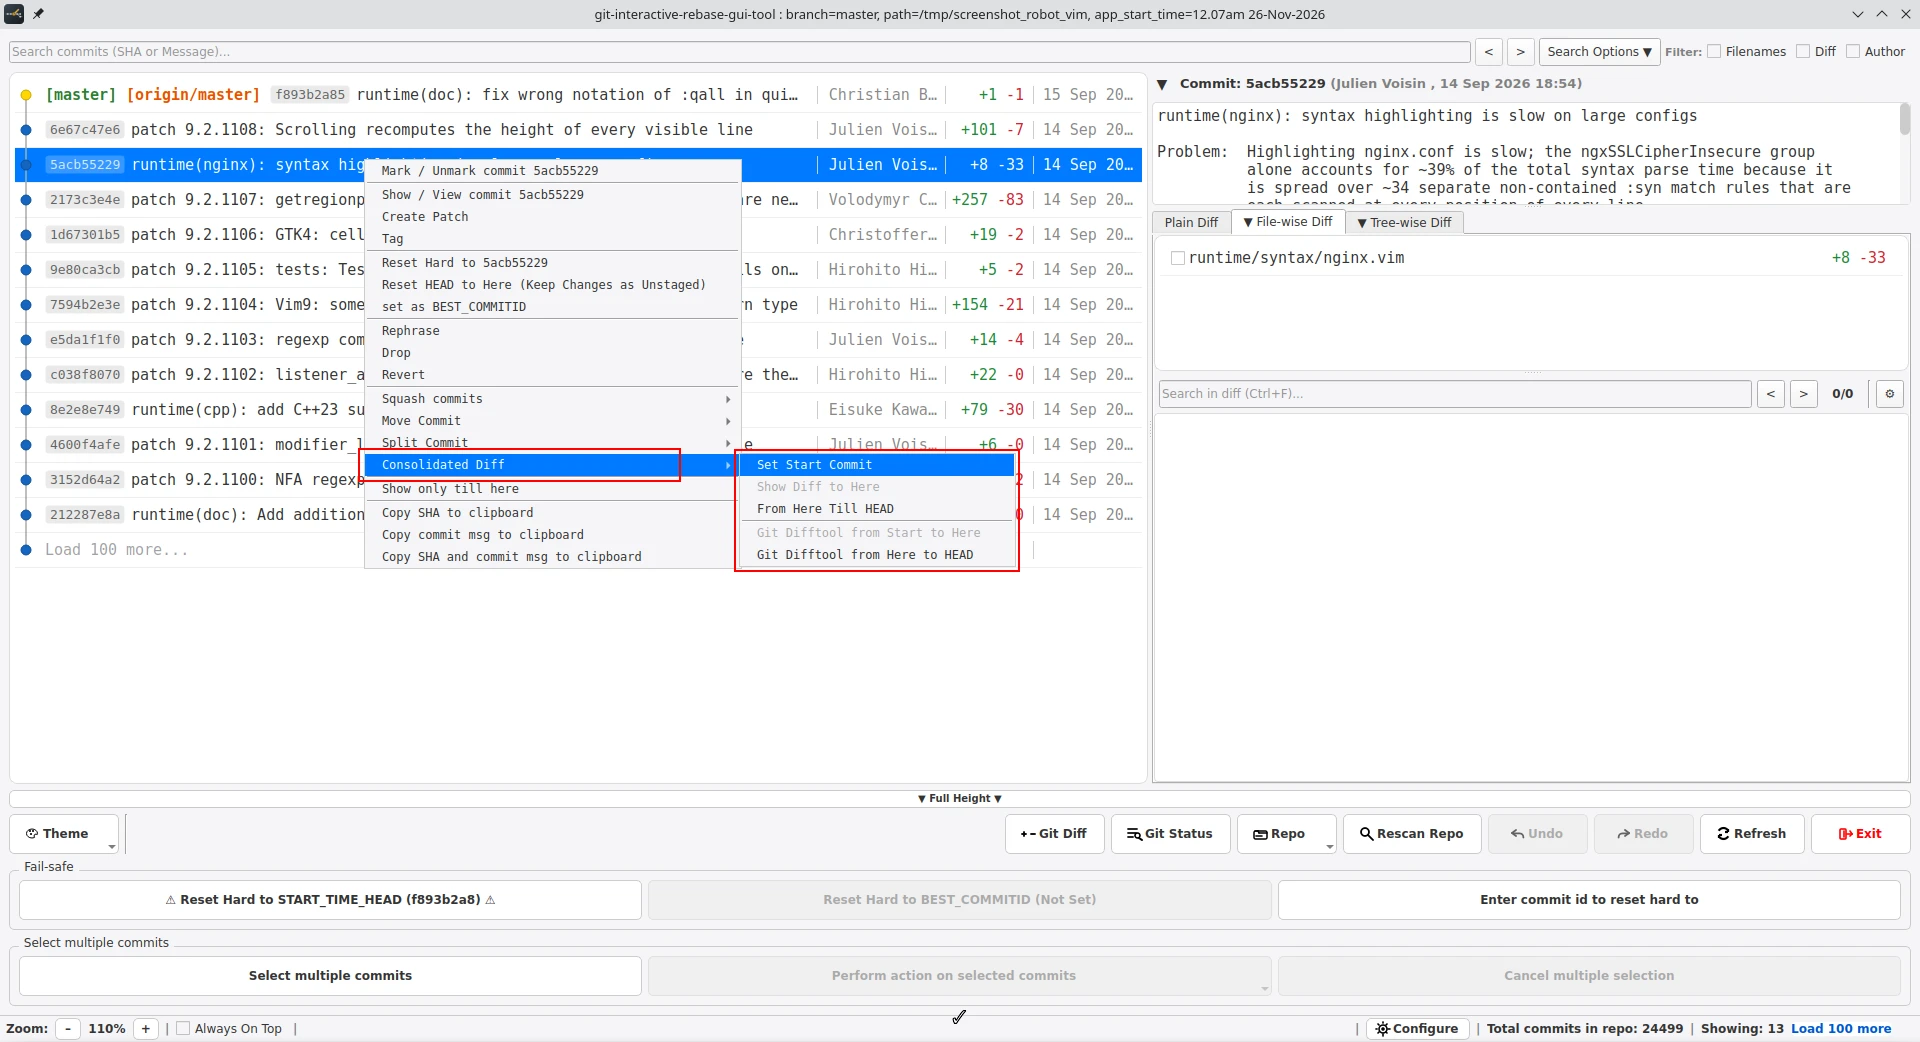 git-interactive-rebase-gui-tool : branch=master, path=/tmp/screenshot_robot_vim, app_start_time=12.07am 26-Nov-2026
Search commits (SHA or Message)...
< > Search Options ▼ Filter: Filenames Diff Author
[master] [origin/master] f893b2a85 runtime(doc): fix wrong notation of :qall in qui… Christian B… +1 -1 15 Sep 20…
6e67c47e6 patch 9.2.1108: Scrolling recomputes the height of every visible line Julien Vois… +101 -7 14 Sep 20…
5acb55229 runtime(nginx): syntax Julien Vois… +8 -33 14 Sep 20…
2173c3e4e patch 9.2.1107: getregionp re ne… Volodymyr C… +257 -83 14 Sep 20…
1d67301b5 patch 9.2.1106: GTK4: cell Christoffer… +19 -2 14 Sep 20…
9e80ca3cb patch 9.2.1105: tests: Tes ls on… Hirohito Hi… +5 -2 14 Sep 20…
7594b2e3e patch 9.2.1104: Vim9: some n type Hirohito Hi… +154 -21 14 Sep 20…
e5da1f1f0 patch 9.2.1103: regexp com Julien Vois… +14 -4 14 Sep 20…
c038f8070 patch 9.2.1102: listener_a e the… Hirohito Hi… +22 -0 14 Sep 20…
8e2e8e749 runtime(cpp): add C++23 su Eisuke Kawa… +79 -30 14 Sep 20…
4600f4afe patch 9.2.1101: modifier_l e Julien Vois… +6 -0 14 Sep 20…
3152d64a2 patch 9.2.1100: NFA regexp 2 14 Sep 20…
212287e8a runtime(doc): Add addition 0 14 Sep 20…
Load 100 more...
Mark / Unmark commit 5acb55229
Show / View commit 5acb55229
Create Patch
Tag
Reset Hard to 5acb55229
Reset HEAD to Here (Keep Changes as Unstaged)
set as BEST_COMMITID
Rephrase
Drop
Revert
Squash commits
Move Commit
Split Commit
Consolidated Diff
Show only till here
Copy SHA to clipboard
Copy commit msg to clipboard
Copy SHA and commit msg to clipboard
Set Start Commit
Show Diff to Here
From Here Till HEAD
Git Difftool from Start to Here
Git Difftool from Here to HEAD
▼ Commit: 5acb55229 (Julien Voisin , 14 Sep 2026 18:54)
runtime(nginx): syntax highlighting is slow on large configs
Problem: Highlighting nginx.conf is slow; the ngxSSLCipherInsecure group
alone accounts for ~39% of the total syntax parse time because it
is spread over ~34 separate non-contained :syn match rules that are
each scanned at every position of every line
Plain Diff ▼ File-wise Diff ▼ Tree-wise Diff
runtime/syntax/nginx.vim +8 -33
Search in diff (Ctrl+F)... < > 0/0
▼ Full Height ▼
Theme +- Git Diff Git Status Repo Rescan Repo Undo Redo Refresh Exit
Fail-safe
⚠ Reset Hard to START_TIME_HEAD (f893b2a8) ⚠ Reset Hard to BEST_COMMITID (Not Set) Enter commit id to reset hard to
Select multiple commits
Select multiple commits Perform action on selected commits Cancel multiple selection
Zoom: - 110% + | Always On Top | | Configure | Total commits in repo: 24499 | Showing: 13 Load 100 more